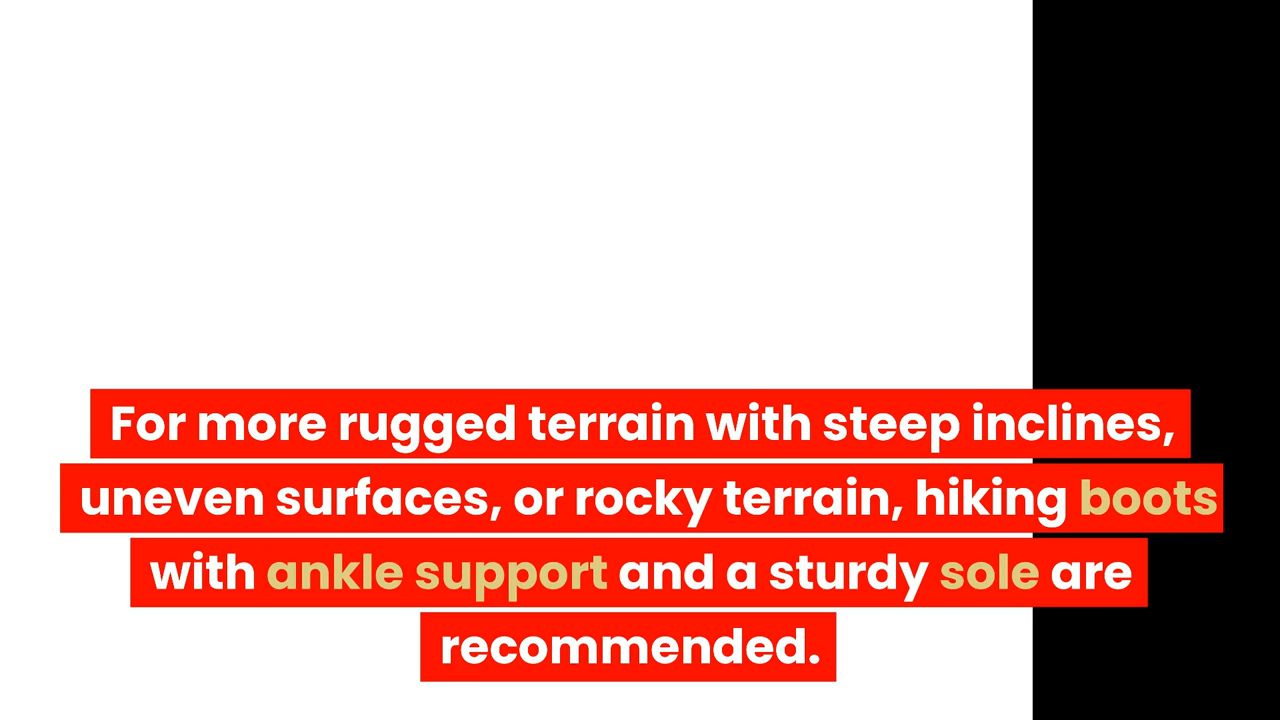 For more rugged terrain with steep inclines,
uneven surfaces, or rocky terrain, hiking boots
with ankle support and a sturdy sole are
recommended.